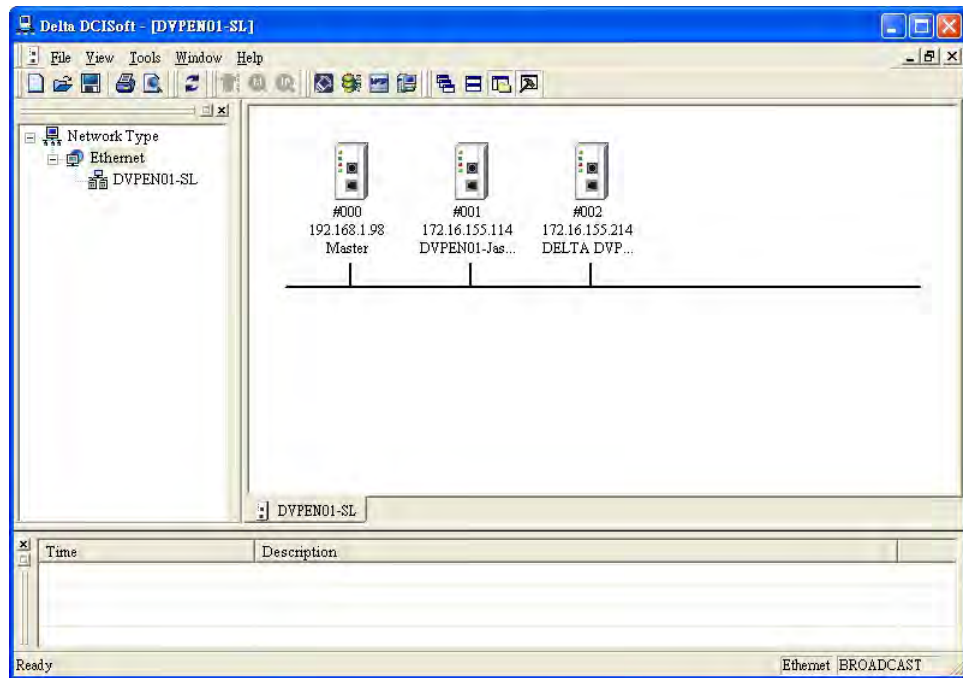 Delta DCISoft - [DVPEN01-SL]
File View Tools Window Help
Network Type
Ethernet
DVPEN01-SL
#000
192.168.1.98
Master
#001
172.16.155.114
DVPEN01-Jas...
#002
172.16.155.214
DELTA DVP...
DVPEN01-SL
Time Description
Ready Ethernet BROADCAST